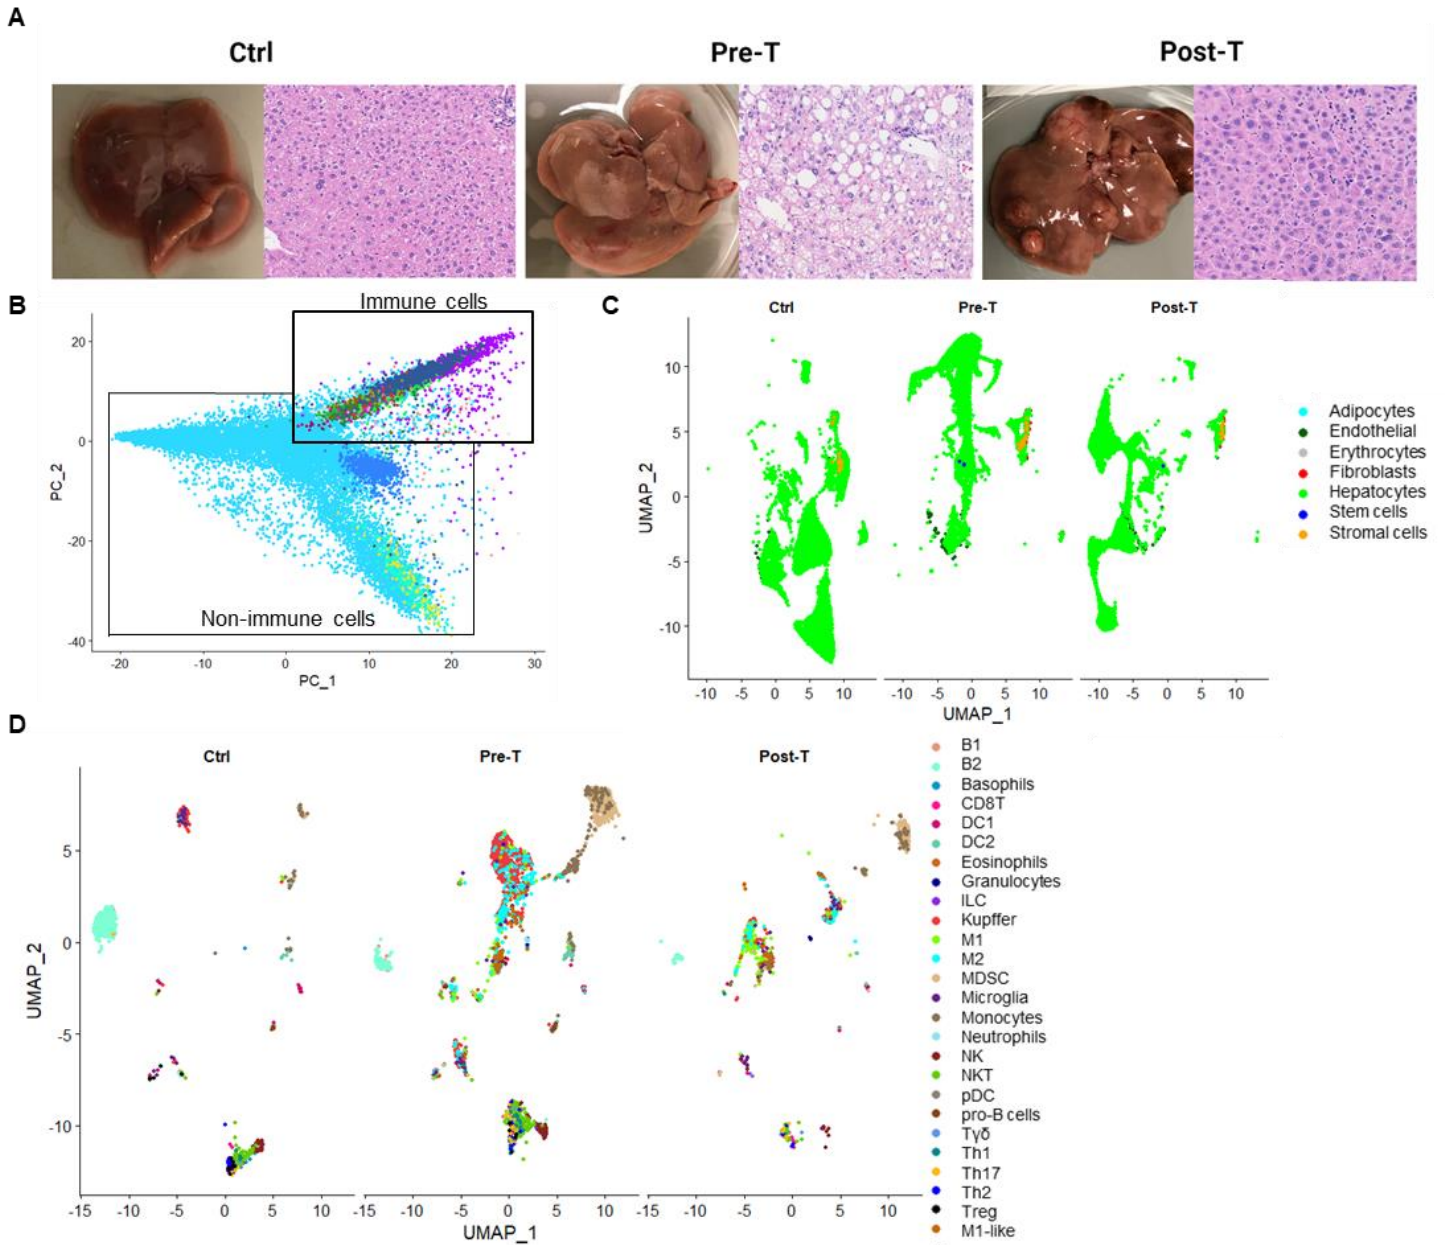 A
Ctrl
Pre-T
Post-T
B
Immune cells
20
0
-20
-40
PC_2
Non-immune cells
-20
-10
0
10
20
30
PC_1
C
Ctrl
Pre-T
Post-T
10
5
0
-5
-10
UMAP_2
-10
-5
0
5
10
-10
-5
0
5
10
-10
-5
0
5
10
UMAP_1
Adipocytes
Endothelial
Erythrocytes
Fibroblasts
Hepatocytes
Stem cells
Stromal cells
D
Ctrl
Pre-T
Post-T
5
0
-5
-10
UMAP_2
-15
-10
-5
0
5
10
-15
-10
-5
0
5
10
-15
-10
-5
0
5
10
UMAP_1
B1
B2
Basophils
CD8T
DC1
DC2
Eosinophils
Granulocytes
ILC
Kupffer
M1
M2
MDSC
Microglia
Monocytes
Neutrophils
NK
NKT
pDC
pro-B cells
Tγδ
Th1
Th17
Th2
Treg
M1-like